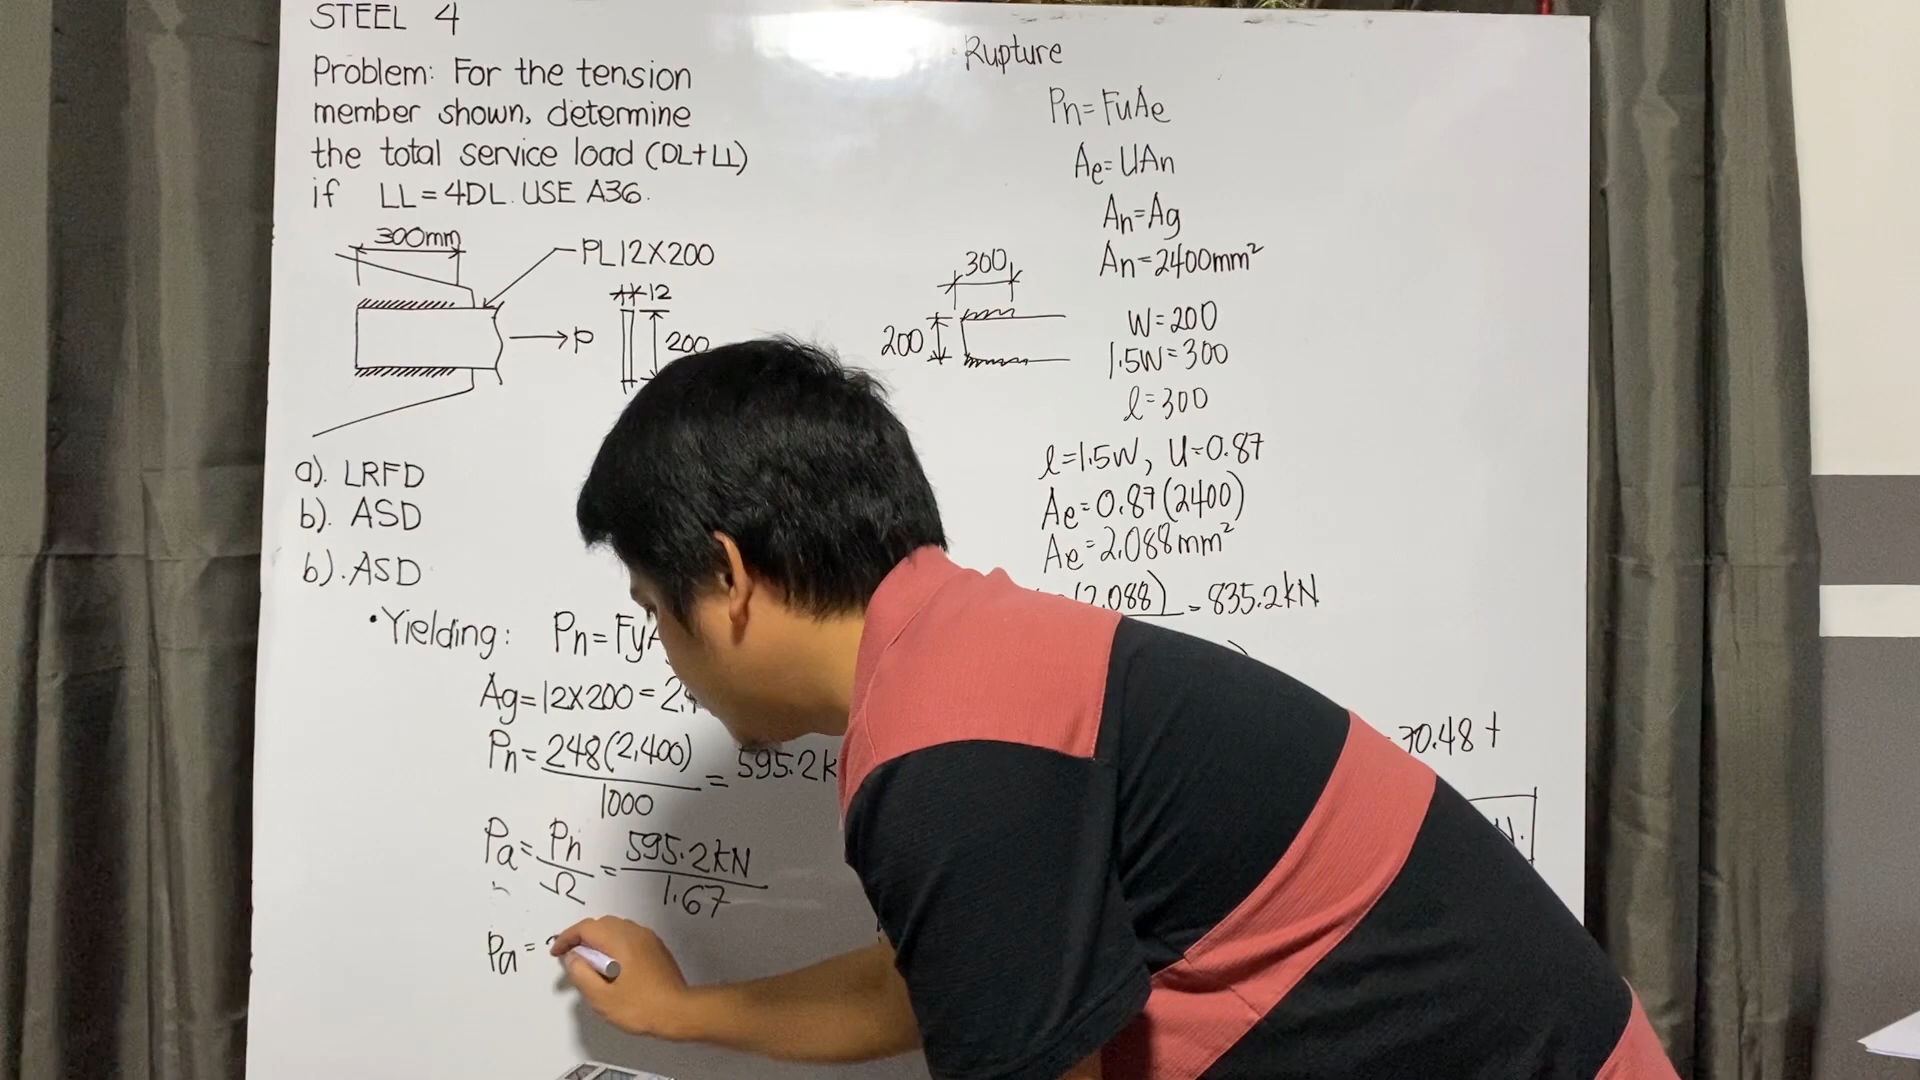 STEEL 4
Problem: For the tension
member shown, determine
the total service load (DL+LL)
if LL=4DL. USE A36.
300mm
PL12X200
12
200
P
a). LRFD
b). ASD
b). ASD
•Yielding: Pn=Fy
Ag=12X200=2,4
Pn=248(2,400)/1000=595.2k
Pa=Pn/Ω=595.2kN/1.67
Pa=
Rupture
Pn=FuAe
Ae=UAn
An=Ag
An=2400mm²
300
200
W=200
1.5W=300
l=300
l=1.5W, U=0.87
Ae=0.87(2400)
Ae=2,088mm²
(2,088)=835.2kN
70.48 t
N.